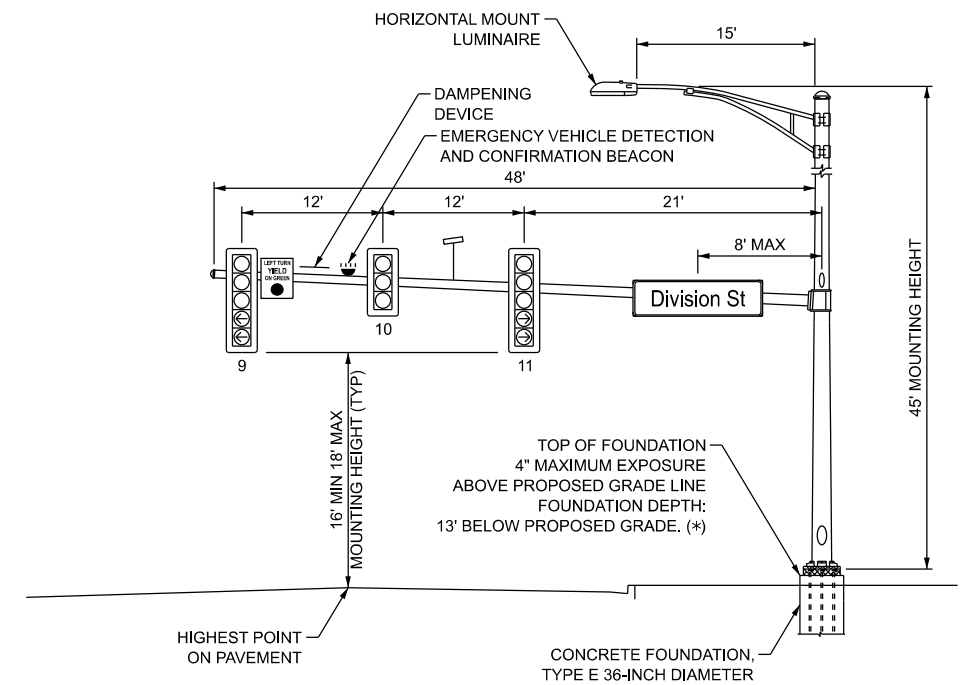 HORIZONTAL MOUNT
LUMINAIRE
15'
DAMPENING
DEVICE
EMERGENCY VEHICLE DETECTION
AND CONFIRMATION BEACON
48'
12'
12'
21'
8' MAX
LEFT TURN
YIELD
ON GREEN
Division St
9
10
11
45' MOUNTING HEIGHT
16' MIN 18' MAX
MOUNTING HEIGHT (TYP)
TOP OF FOUNDATION
4" MAXIMUM EXPOSURE
ABOVE PROPOSED GRADE LINE
FOUNDATION DEPTH:
13' BELOW PROPOSED GRADE. (*)
HIGHEST POINT
ON PAVEMENT
CONCRETE FOUNDATION,
TYPE E 36-INCH DIAMETER